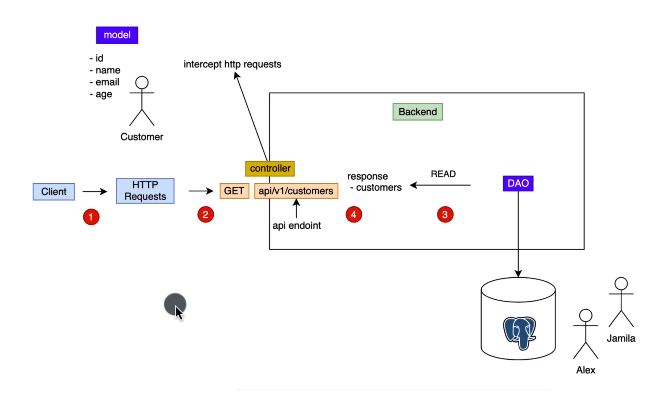 model
- id
- name
- email
- age
Customer
intercept http requests
Backend
controller
Client
HTTP
Requests
GET
api/v1/customers
response
- customers
READ
DAO
1
2
4
3
api endoint
Alex
Jamila